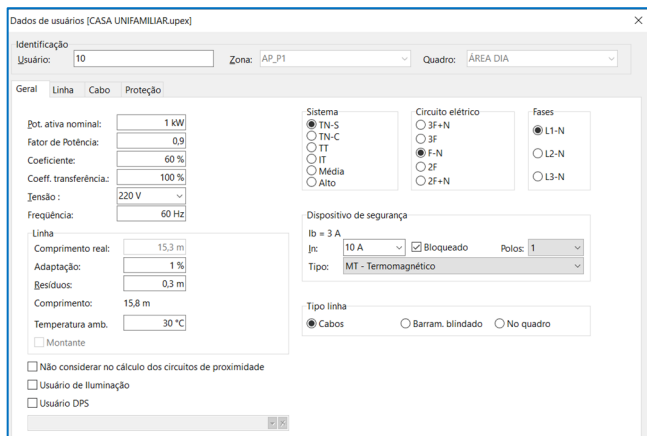 Dados de usuários [CASA UNIFAMILIAR.upex]
Identificação
Usuário: 10 Zona: AP_P1 Quadro: ÁREA DIA
Geral Linha Cabo Proteção
Pot. ativa nominal: 1 kW
Fator de Potência: 0,9
Coeficiente: 60 %
Coeff. transferência.: 100 %
Tensão : 220 V
Freqüência: 60 Hz
Linha
Comprimento real: 15,3 m
Adaptação: 1 %
Resíduos: 0,3 m
Comprimento: 15,8 m
Temperatura amb. 30 °C
Montante
Não considerar no cálculo dos circuitos de proximidade
Usuário de Iluminação
Usuário DPS
Sistema
TN-S
TN-C
TT
IT
Média
Alto
Circuito elétrico
3F+N
3F
F-N
2F
2F+N
Fases
L1-N
L2-N
L3-N
Dispositivo de segurança
Ib = 3 A
In: 10 A Bloqueado Polos: 1
Tipo: MT - Termomagnético
Tipo linha
Cabos Barram. blindado No quadro